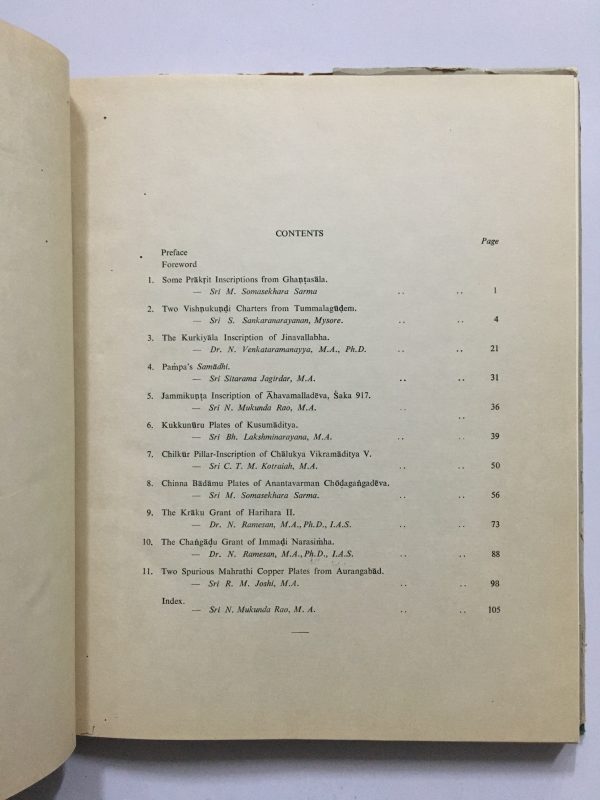 CONTENTS
Page
Preface
Foreword
1. Some Prākṛit Inscriptions from Ghaṇṭasāla.
— Sri M. Somasekhara Sarma .. .. 1
2. Two Vishṇukuṇḍi Charters from Tummalagūḍem.
— Sri S. Sankaranarayanan, Mysore. .. .. 4
3. The Kurkiyāla Inscription of Jinavallabha.
— Dr. N. Venkataramanayya, M.A., Ph.D. .. .. 21
4. Paṁpa's Samādhi.
— Sri Sitarama Jagirdar, M.A. .. .. 31
5. Jammikuṇṭa Inscription of Āhavamalladēva, Śaka 917.
— Sri N. Mukunda Rao, M.A. .. .. 36
6. Kukkunūru Plates of Kusumāditya.
— Sri Bh. Lakshminarayana, M.A. .. .. 39
7. Chilkūr Pillar-Inscription of Chālukya Vikramāditya V.
— Sri C. T. M. Kotraiah, M.A. .. .. 50
8. Chinna Bādāmu Plates of Anantavarman Chōḍagaṅgadēva.
— Sri M. Somasekhara Sarma. .. .. 56
9. The Krāku Grant of Harihara II.
— Dr. N. Ramesan, M.A., Ph.D., I.A.S. .. .. 73
10. The Chaṅgāḍu Grant of Immaḍi Narasiṁha.
— Dr. N. Ramesan, M.A., Ph.D., I.A.S. .. .. 88
11. Two Spurious Mahrathi Copper Plates from Aurangabād.
— Sri R. M. Joshi, M.A. .. .. 98
Index.
— Sri N. Mukunda Rao, M. A. .. .. 105